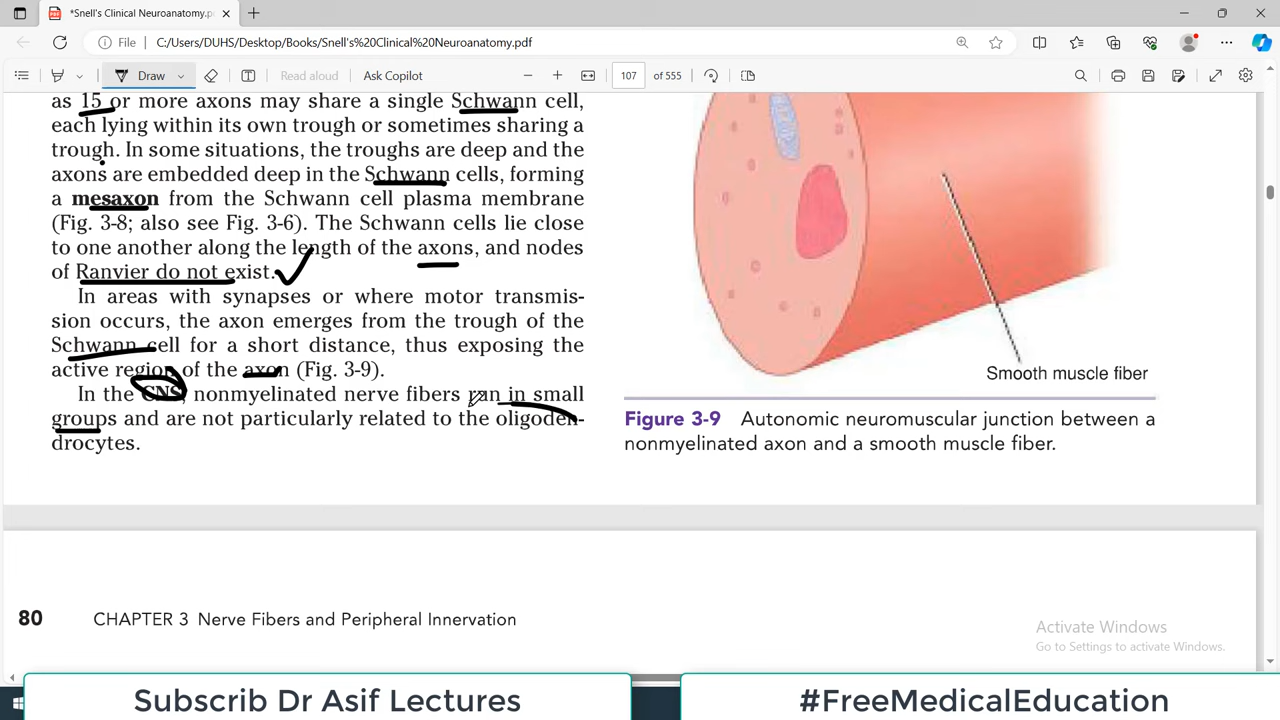 *Snell's Clinical Neuroanatomy.p
File
C:/Users/DUHS/Desktop/Books/Snell's%20Clinical%20Neuroanatomy.pdf
Draw
Read aloud
Ask Copilot
107 of 555
as 15 or more axons may share a single Schwann cell,
each lying within its own trough or sometimes sharing a
trough. In some situations, the troughs are deep and the
axons are embedded deep in the Schwann cells, forming
a mesaxon from the Schwann cell plasma membrane
(Fig. 3-8; also see Fig. 3-6). The Schwann cells lie close
to one another along the length of the axons, and nodes
of Ranvier do not exist.
In areas with synapses or where motor transmis-
sion occurs, the axon emerges from the trough of the
Schwann cell for a short distance, thus exposing the
active region of the axon (Fig. 3-9).
In the CNS, nonmyelinated nerve fibers run in small
groups and are not particularly related to the oligoden-
drocytes.
Smooth muscle fiber
Figure 3-9 Autonomic neuromuscular junction between a
nonmyelinated axon and a smooth muscle fiber.
80 CHAPTER 3 Nerve Fibers and Peripheral Innervation
Activate Windows
Go to Settings to activate Windows.
Subscrib Dr Asif Lectures
#FreeMedicalEducation